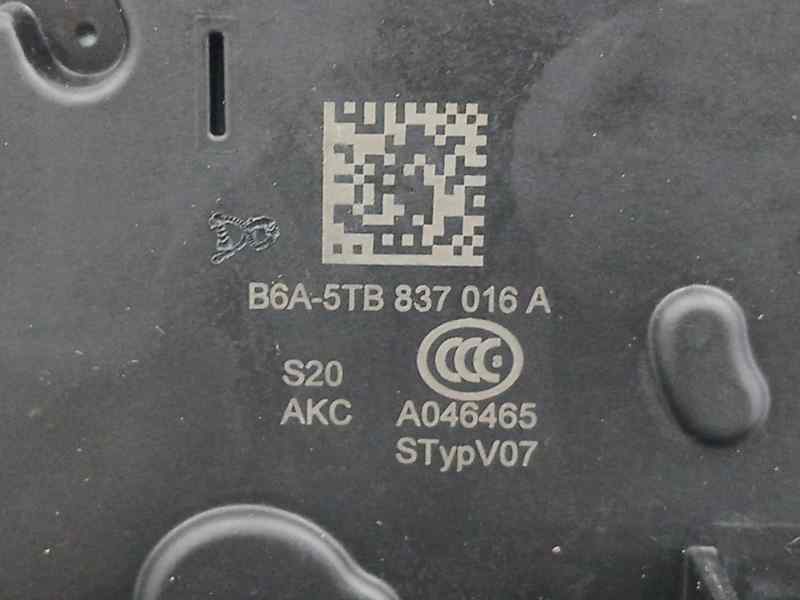 B6A-5TB 837 016 A
CCC S
S20
AKC A046465
STypV07